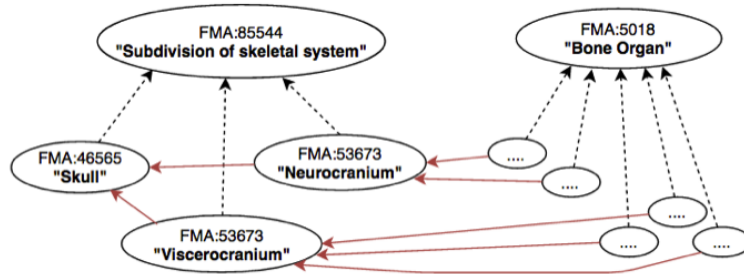 FMA:85544
"Subdivision of skeletal system"
FMA:5018
"Bone Organ"
FMA:46565
"Skull"
FMA:53673
"Neurocranium"
....
....
FMA:53673
"Viscerocranium"
....
....
....